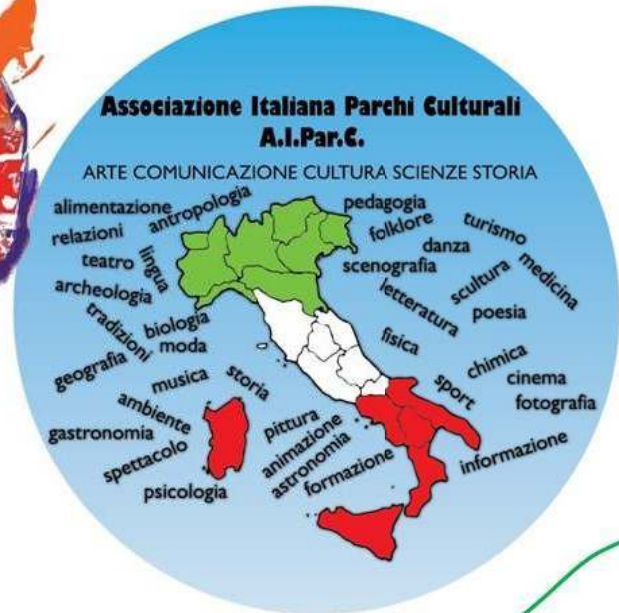 Associazione Italiana Parchi Culturali
A.I.Par.C.
ARTE COMUNICAZIONE CULTURA SCIENZE STORIA
alimentazione
antropologia
pedagogia
relazioni
folklore
turismo
teatro
lingua
danza
medicina
scenografia
archeologia
letteratura
scultura
poesia
tradizioni
biologia
moda
fisica
geografia
chimica
musica
storia
sport
cinema
ambiente
fotografia
gastronomia
pittura
spettacolo
animazione
astronomia
informazione
formazione
psicologia